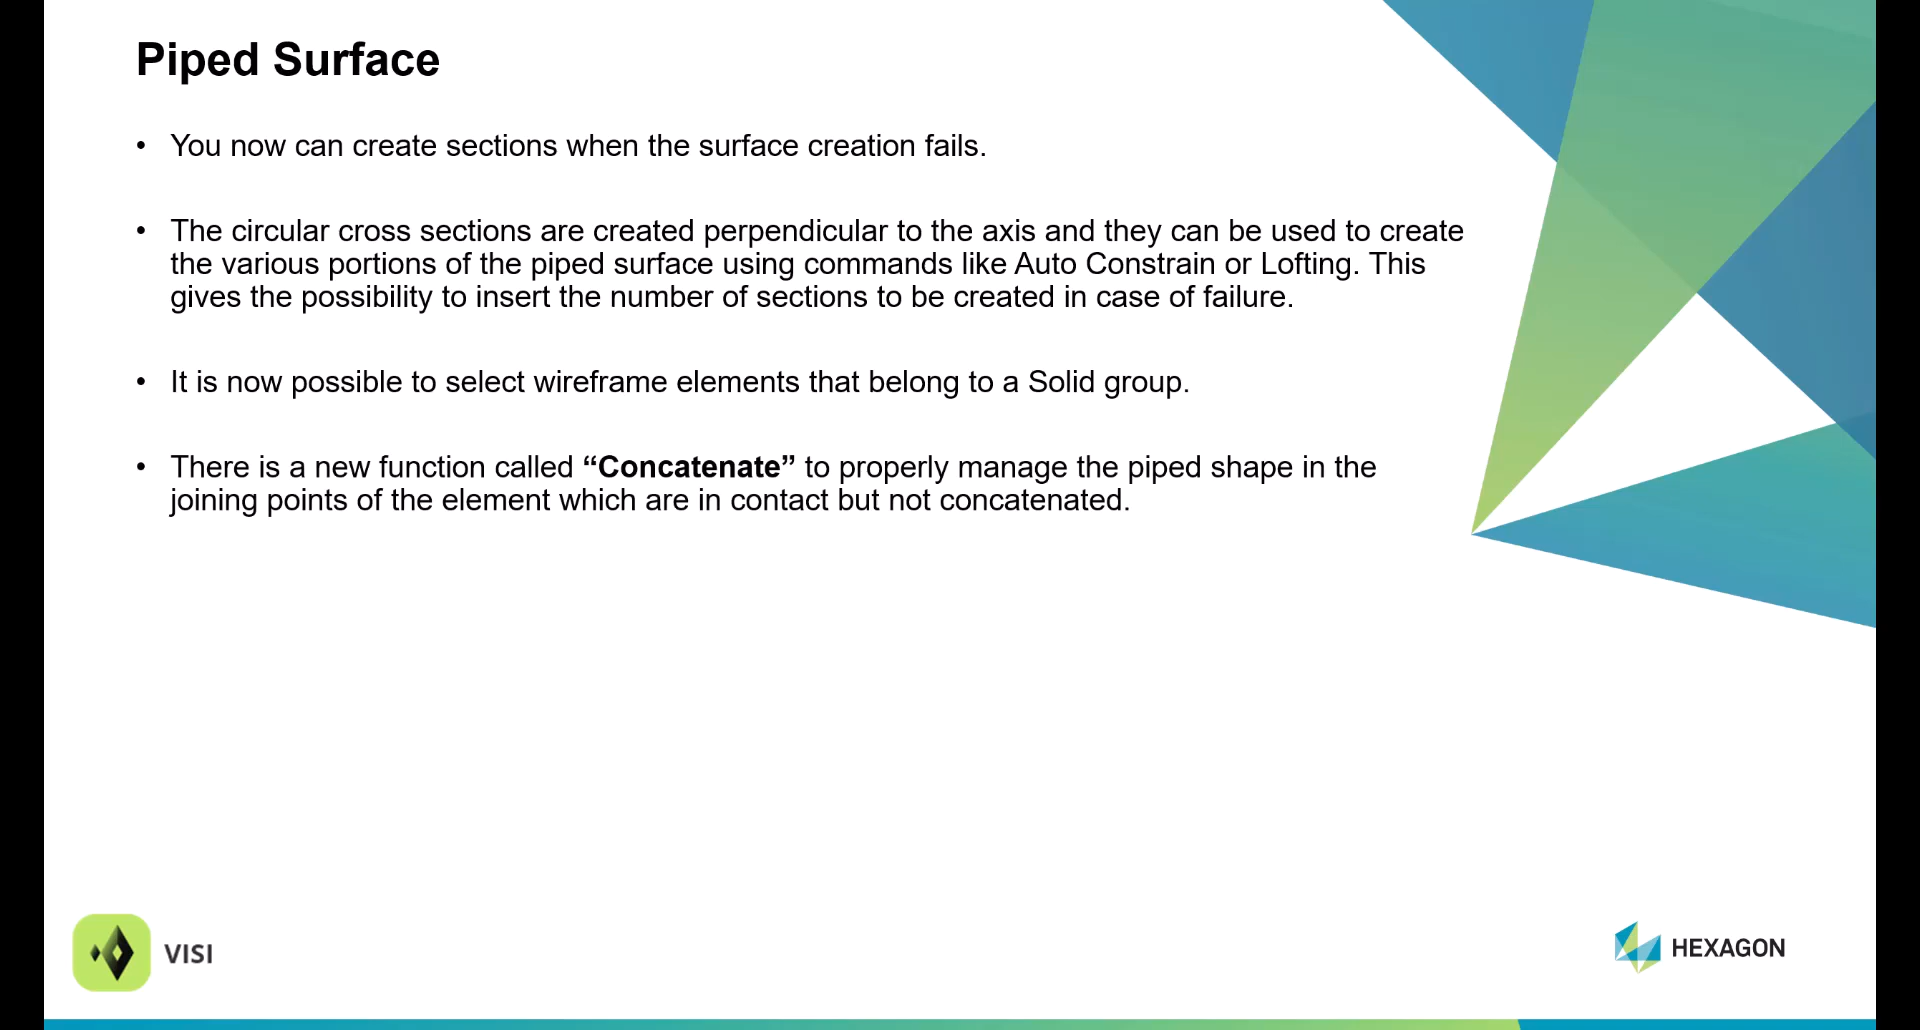 Piped Surface
• You now can create sections when the surface creation fails.
• The circular cross sections are created perpendicular to the axis and they can be used to create
the various portions of the piped surface using commands like Auto Constrain or Lofting. This
gives the possibility to insert the number of sections to be created in case of failure.
• It is now possible to select wireframe elements that belong to a Solid group.
• There is a new function called “Concatenate” to properly manage the piped shape in the
joining points of the element which are in contact but not concatenated.
VISI
HEXAGON